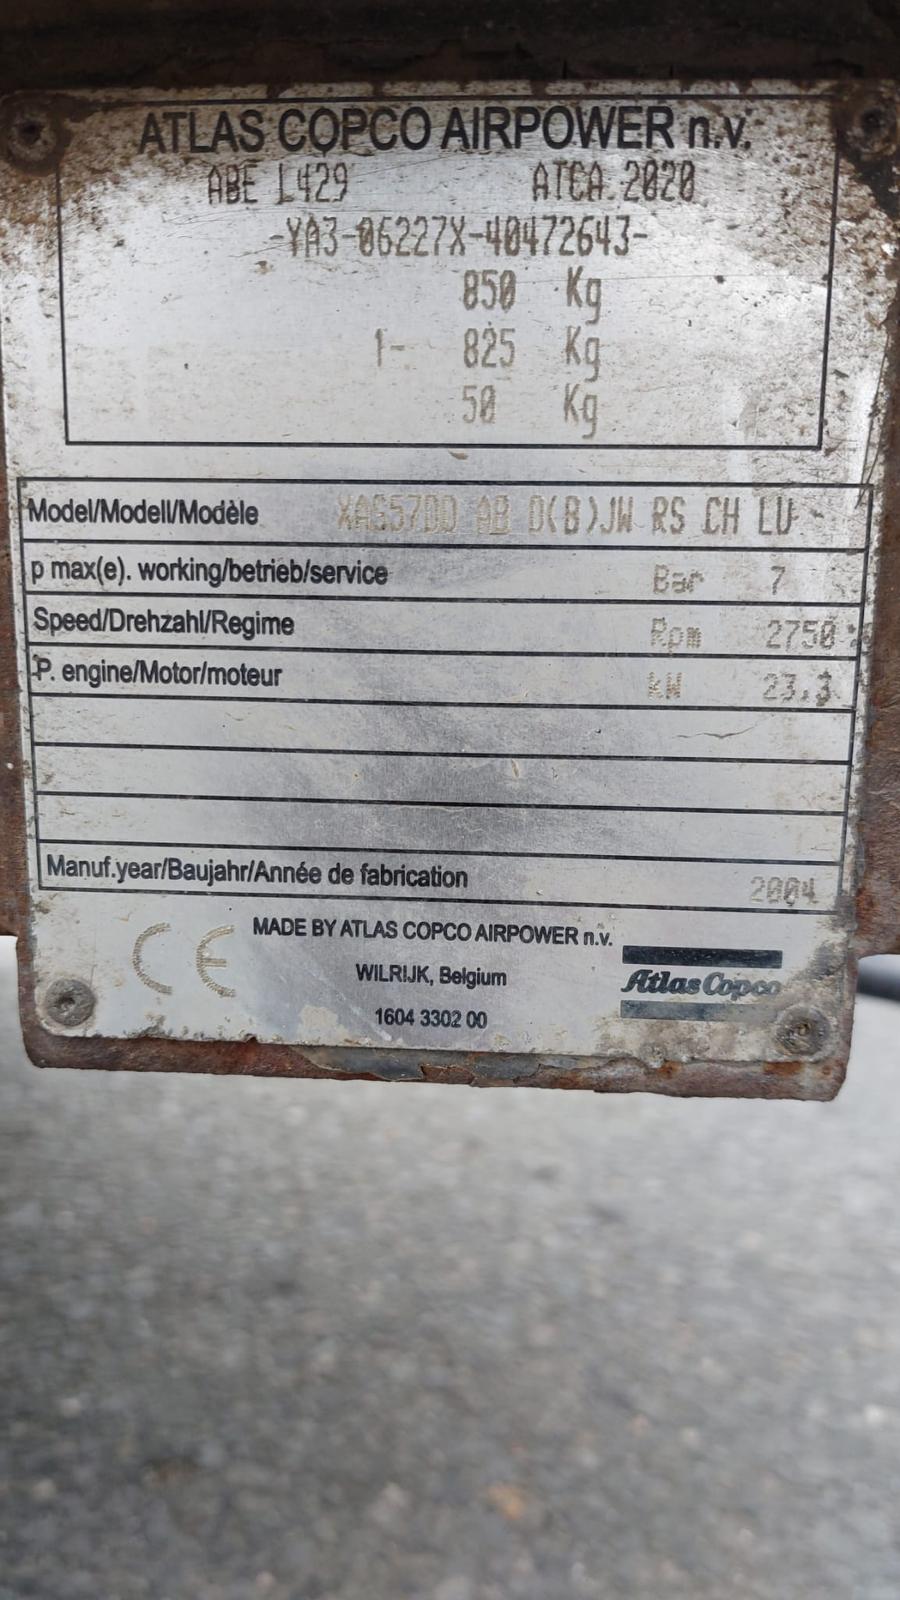 ATLAS COPCO AIRPOWER n.v.
ABE L429 ATCA.2020
-YA3-06227X-40472643-
850 Kg
1- 825 Kg
50 Kg
Model/Modell/Modèle XAS57DD AB D(B)JW RS CH LU
p max(e). working/betrieb/service Bar 7
Speed/Drehzahl/Regime Rpm 2750
P. engine/Motor/moteur kW 23.3
Manuf.year/Baujahr/Année de fabrication 2004
CE MADE BY ATLAS COPCO AIRPOWER n.v.
WILRIJK, Belgium
Atlas Copco
1604 3302 00